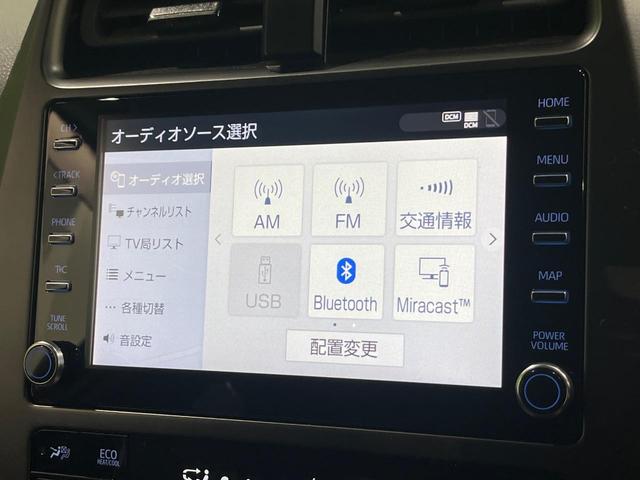 HOME
DCM
DCM
CH >
オーディオソース選択
オーディオ選択
MENU
< TRACK
チャンネルリスト
AM
FM
交通情報
PHONE
TV局リスト
AUDIO
T・C
メニュー
USB
Bluetooth
Miracast™
MAP
各種切替
TUNE
SCROLL
音設定
配置変更
POWER
VOLUME
ECO
HEAT/COOL